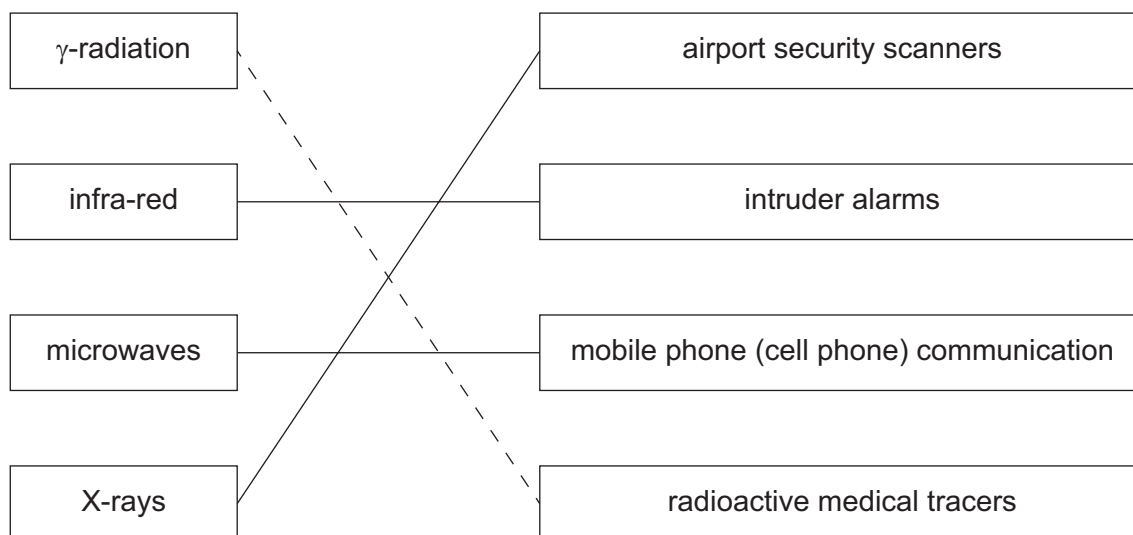 γ-radiation
airport security scanners
infra-red
intruder alarms
microwaves
mobile phone (cell phone) communication
X-rays
radioactive medical tracers